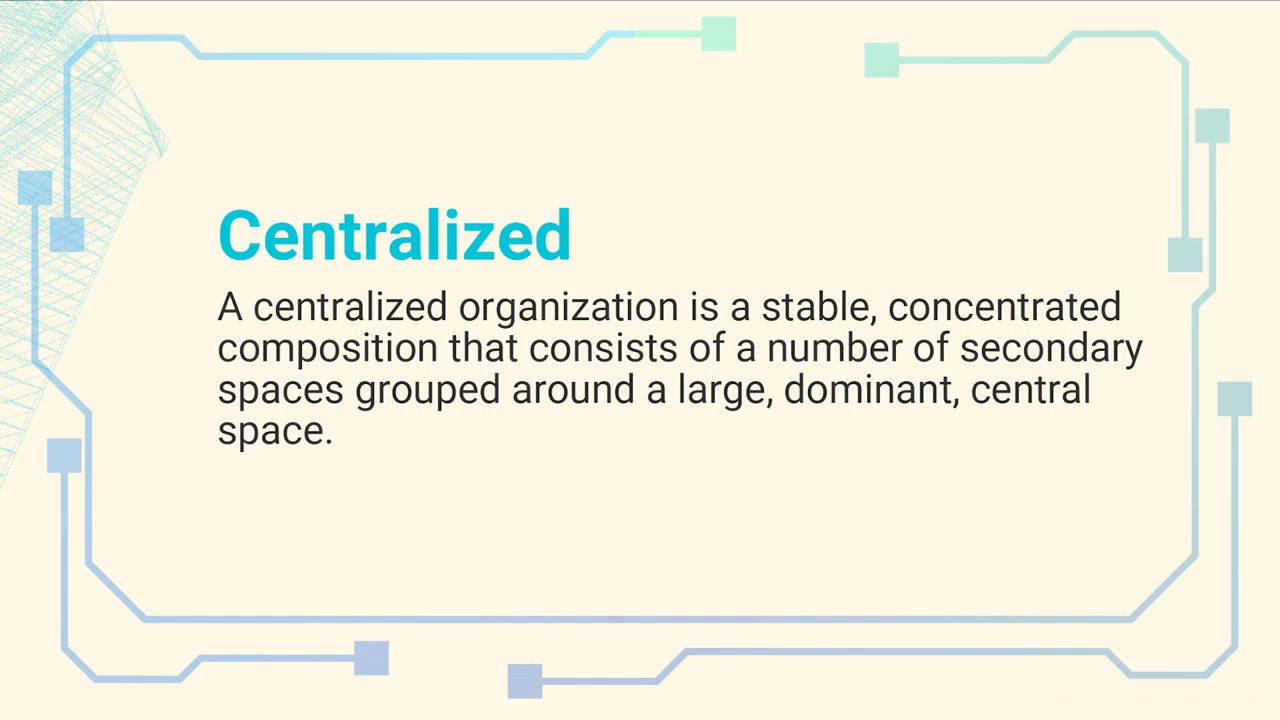 Centralized
A centralized organization is a stable, concentrated
composition that consists of a number of secondary
spaces grouped around a large, dominant, central
space.